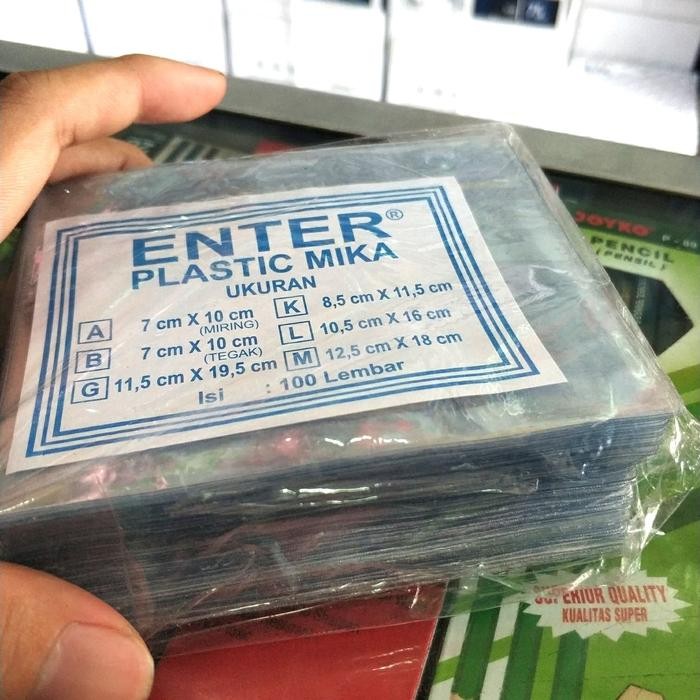 ENTER®
PLASTIC MIKA
UKURAN
A 7 cm X 10 cm
(MIRING)
B 7 cm X 10 cm
(TEGAK)
G 11,5 cm X 19,5 cm
K 8,5 cm X 11,5 cm
L 10,5 cm X 16 cm
M 12,5 cm X 18 cm
Isi : 100 Lembar
JOYKO
PENCIL
(PENSIL)
SUPERIOR QUALITY
KUALITAS SUPER